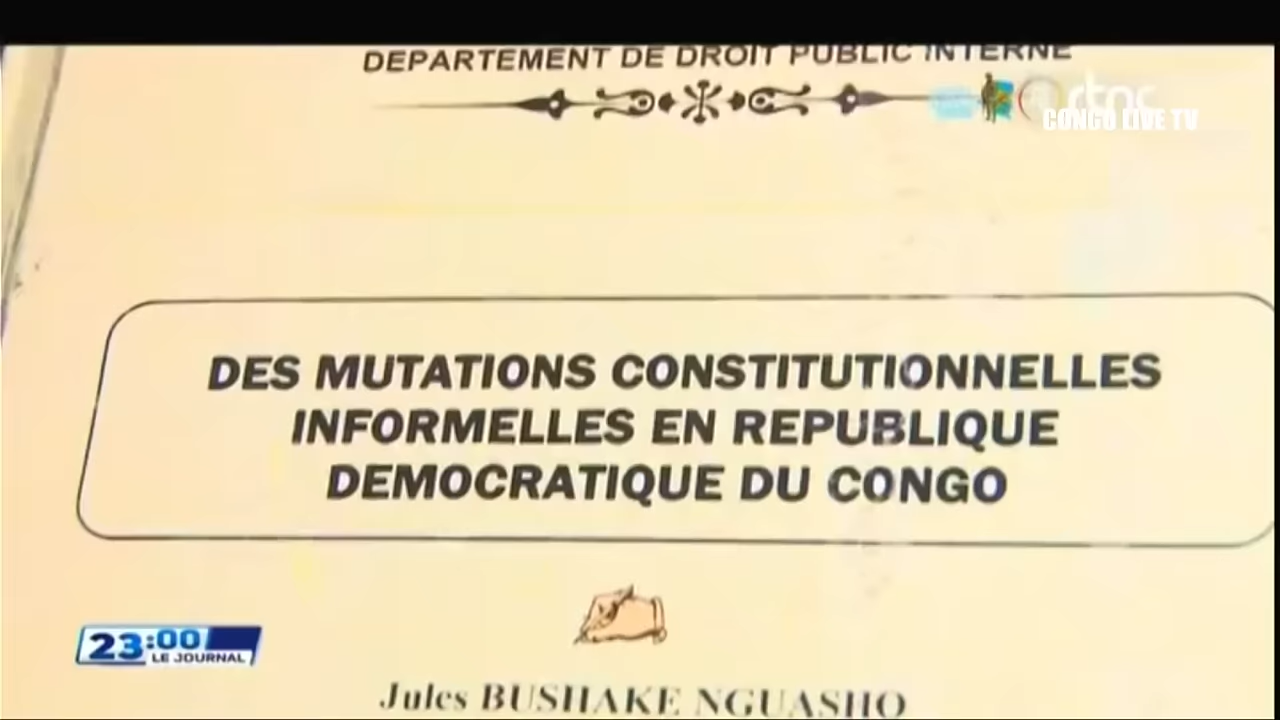 DEPARTEMENT DE DROIT PUBLIC INTERNE
rtnc
CONGO LIVE TV
DES MUTATIONS CONSTITUTIONNELLES
INFORMELLES EN REPUBLIQUE
DEMOCRATIQUE DU CONGO
23:00
LE JOURNAL
Jules BUSHAKE NGUASHO